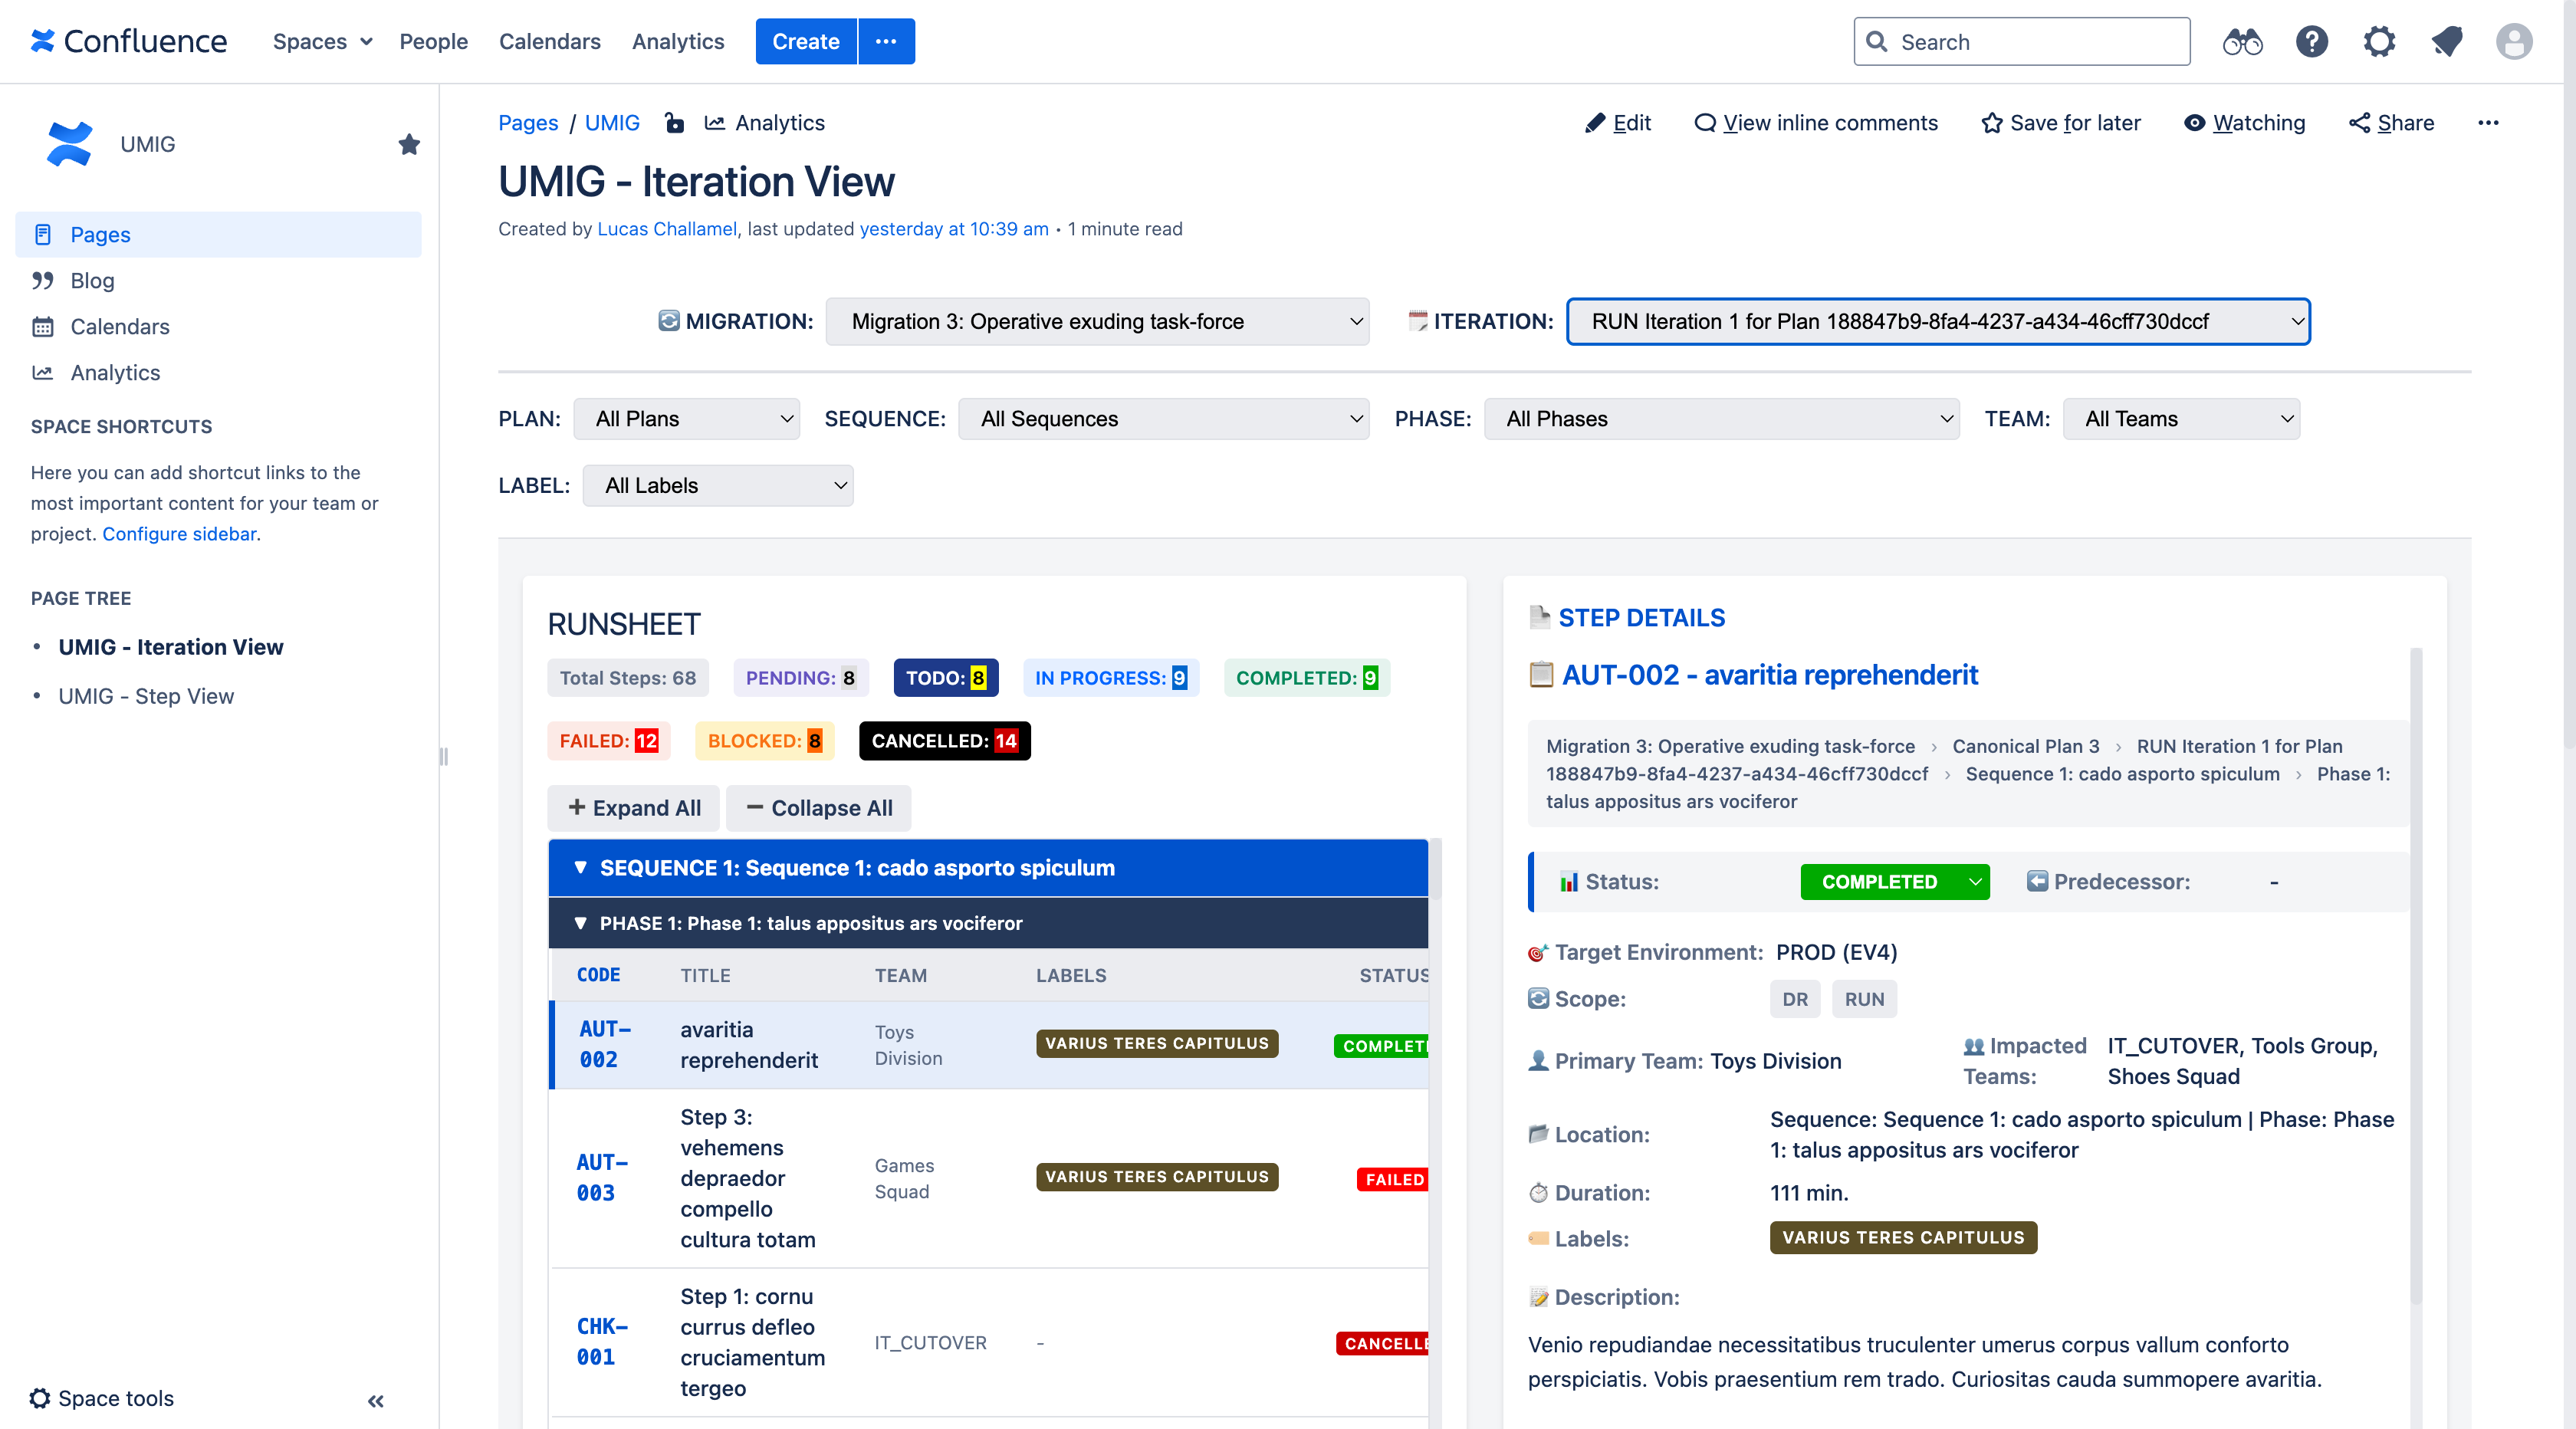 Confluence Spaces People Calendars Analytics Create ••• Search
UMIG
Pages
Blog
Calendars
Analytics
SPACE SHORTCUTS
Here you can add shortcut links to the
most important content for your team or
project. Configure sidebar.
PAGE TREE
• UMIG - Iteration View
• UMIG - Step View
Space tools
Pages / UMIG Analytics
Edit View inline comments Save for later Watching Share •••
UMIG - Iteration View
Created by Lucas Challamel, last updated yesterday at 10:39 am • 1 minute read
MIGRATION: Migration 3: Operative exuding task-force ITERATION: RUN Iteration 1 for Plan 188847b9-8fa4-4237-a434-46cff730dccf
PLAN: All Plans SEQUENCE: All Sequences PHASE: All Phases TEAM: All Teams
LABEL: All Labels
RUNSHEET
Total Steps: 68 PENDING: 8 TODO: 8 IN PROGRESS: 9 COMPLETED: 9
FAILED: 12 BLOCKED: 8 CANCELLED: 14
+ Expand All − Collapse All
▼ SEQUENCE 1: Sequence 1: cado asporto spiculum
▼ PHASE 1: Phase 1: talus appositus ars vociferor
CODE TITLE TEAM LABELS STATUS
AUT-
002
avaritia
reprehenderit
Toys
Division
VARIUS TERES CAPITULUS
COMPLET
AUT-
003
Step 3:
vehemens
depraedor
compello
cultura totam
Games
Squad
VARIUS TERES CAPITULUS
FAILED
CHK-
001
Step 1: cornu
currus defleo
cruciamentum
tergeo
IT_CUTOVER
-
CANCELLE
STEP DETAILS
AUT-002 - avaritia reprehenderit
Migration 3: Operative exuding task-force › Canonical Plan 3 › RUN Iteration 1 for Plan
188847b9-8fa4-4237-a434-46cff730dccf › Sequence 1: cado asporto spiculum › Phase 1:
talus appositus ars vociferor
Status: COMPLETED Predecessor: -
Target Environment: PROD (EV4)
Scope: DR RUN
Primary Team: Toys Division
Impacted
Teams:
IT_CUTOVER, Tools Group,
Shoes Squad
Location:
Sequence: Sequence 1: cado asporto spiculum | Phase: Phase
1: talus appositus ars vociferor
Duration: 111 min.
Labels: VARIUS TERES CAPITULUS
Description:
Venio repudiandae necessitatibus truculenter umerus corpus vallum conforto
perspiciatis. Vobis praesentium rem trado. Curiositas cauda summopere avaritia.